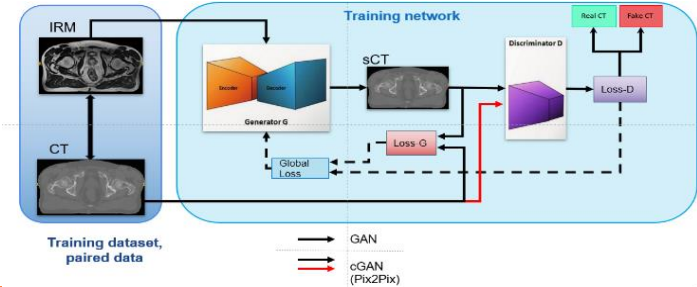 Training network
IRM
CT
Training dataset,
paired data
Encoder
Decoder
Generator G
sCT
Discriminator D
Real CT
Fake CT
Loss-D
Loss-G
Global
Loss
GAN
cGAN
(Pix2Pix)